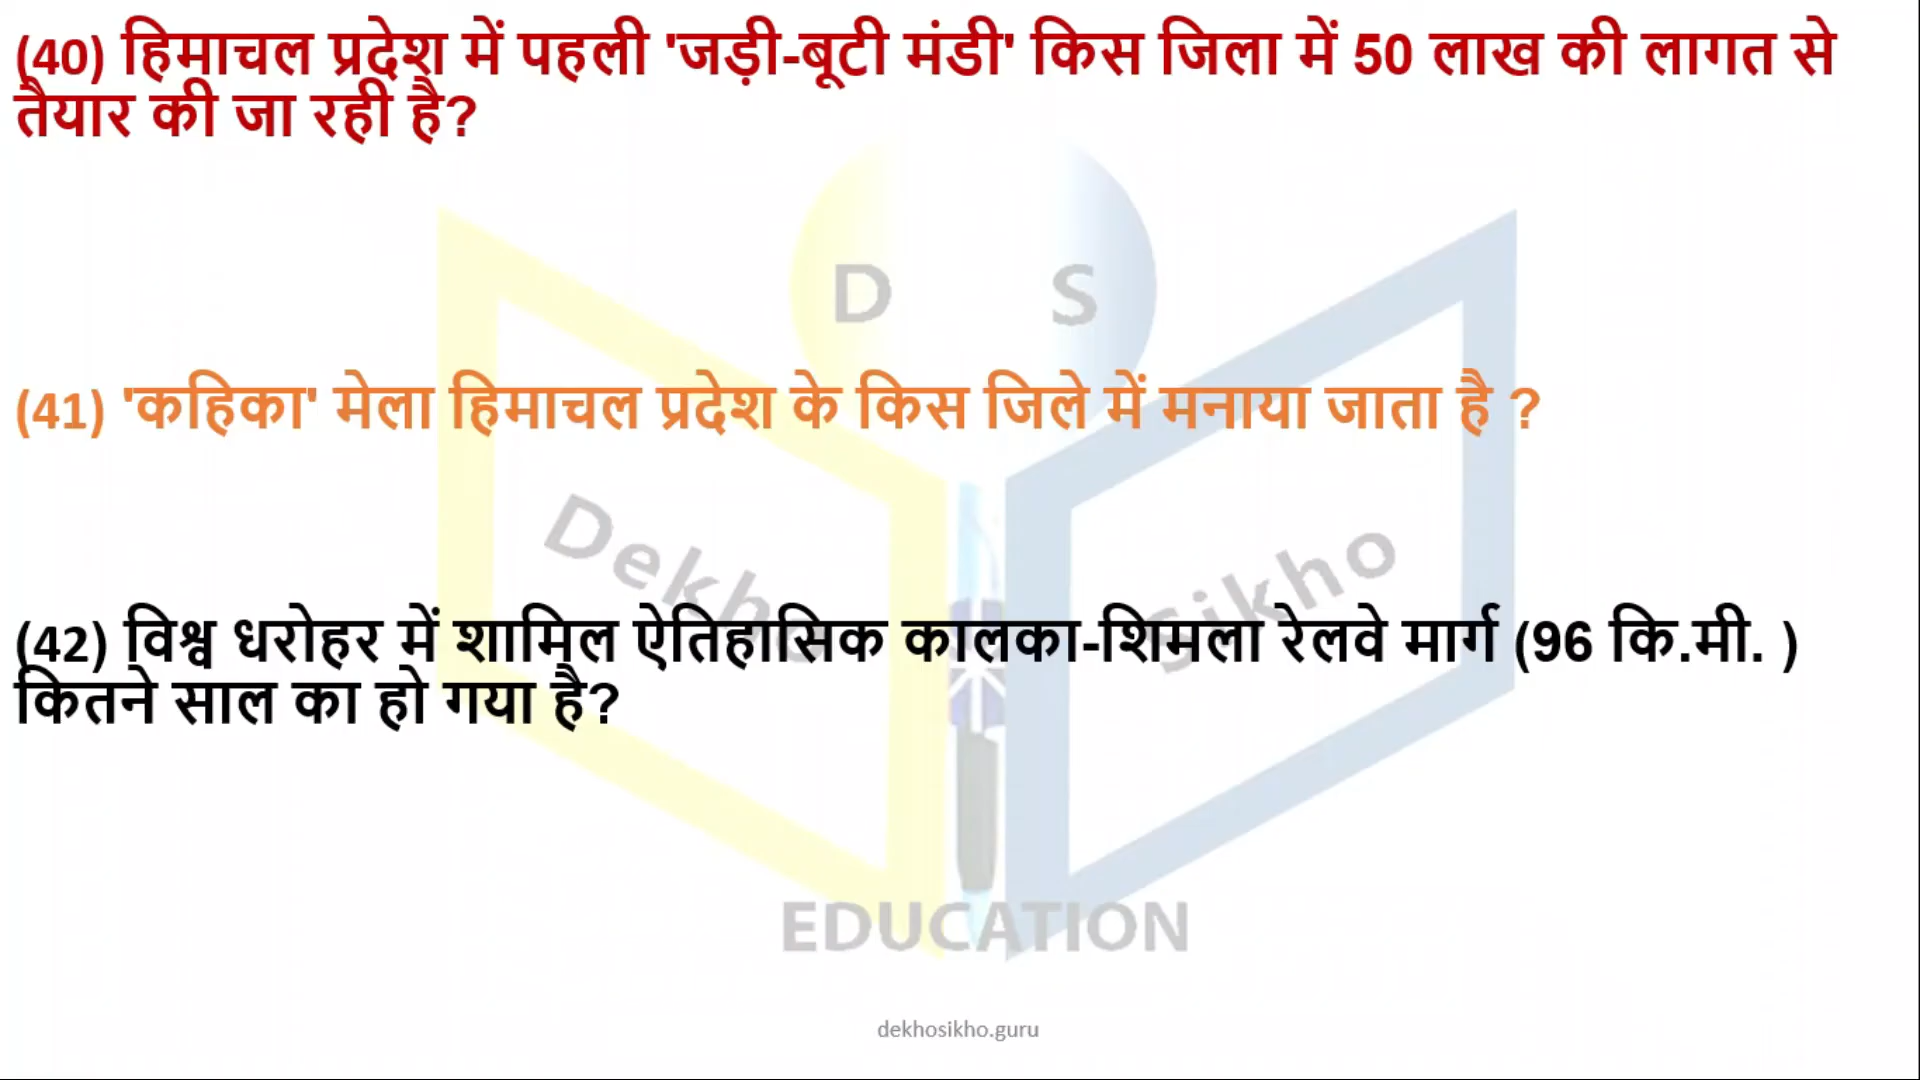 (40) हिमाचल प्रदेश में पहली 'जड़ी-बूटी मंडी' किस जिला में 50 लाख की लागत से
तैयार की जा रही है?
D S
(41) 'कहिका' मेला हिमाचल प्रदेश के किस जिले में मनाया जाता है ?
Dekho Sikho
(42) विश्व धरोहर में शामिल ऐतिहासिक कालका-शिमला रेलवे मार्ग (96 कि.मी. )
कितने साल का हो गया है?
EDUCATION
dekhosikho.guru